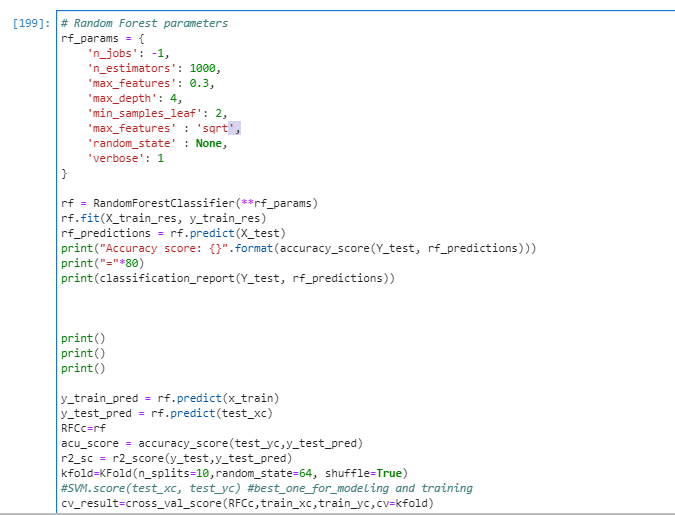 [199]: # Random Forest parameters
rf_params = {
    'n_jobs': -1,
    'n_estimators': 1000,
    'max_features': 0.3,
    'max_depth': 4,
    'min_samples_leaf': 2,
    'max_features' : 'sqrt',
    'random_state' : None,
    'verbose': 1
}
rf = RandomForestClassifier(**rf_params)
rf.fit(X_train_res, y_train_res)
rf_predictions = rf.predict(X_test)
print("Accuracy score: {}".format(accuracy_score(Y_test, rf_predictions)))
print("="*80)
print(classification_report(Y_test, rf_predictions))
print()
print()
print()
y_train_pred = rf.predict(x_train)
y_test_pred = rf.predict(test_xc)
RFCc=rf
acu_score = accuracy_score(test_yc,y_test_pred)
r2_sc = r2_score(y_test,y_test_pred)
kfold=KFold(n_splits=10,random_state=64, shuffle=True)
#SVM.score(test_xc, test_yc) #best_one_for_modeling and training
cv_result=cross_val_score(RFCc,train_xc,train_yc,cv=kfold)